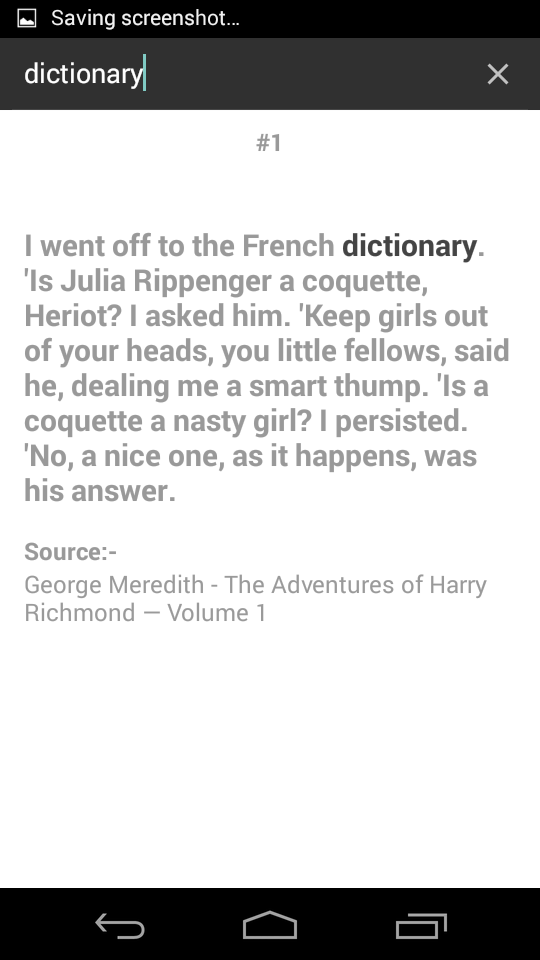 Saving screenshot...
dictionary
#1
I went off to the French dictionary.
'Is Julia Rippenger a coquette,
Heriot? I asked him. 'Keep girls out
of your heads, you little fellows, said
he, dealing me a smart thump. 'Is a
coquette a nasty girl? I persisted.
'No, a nice one, as it happens, was
his answer.
Source:-
George Meredith - The Adventures of Harry
Richmond — Volume 1